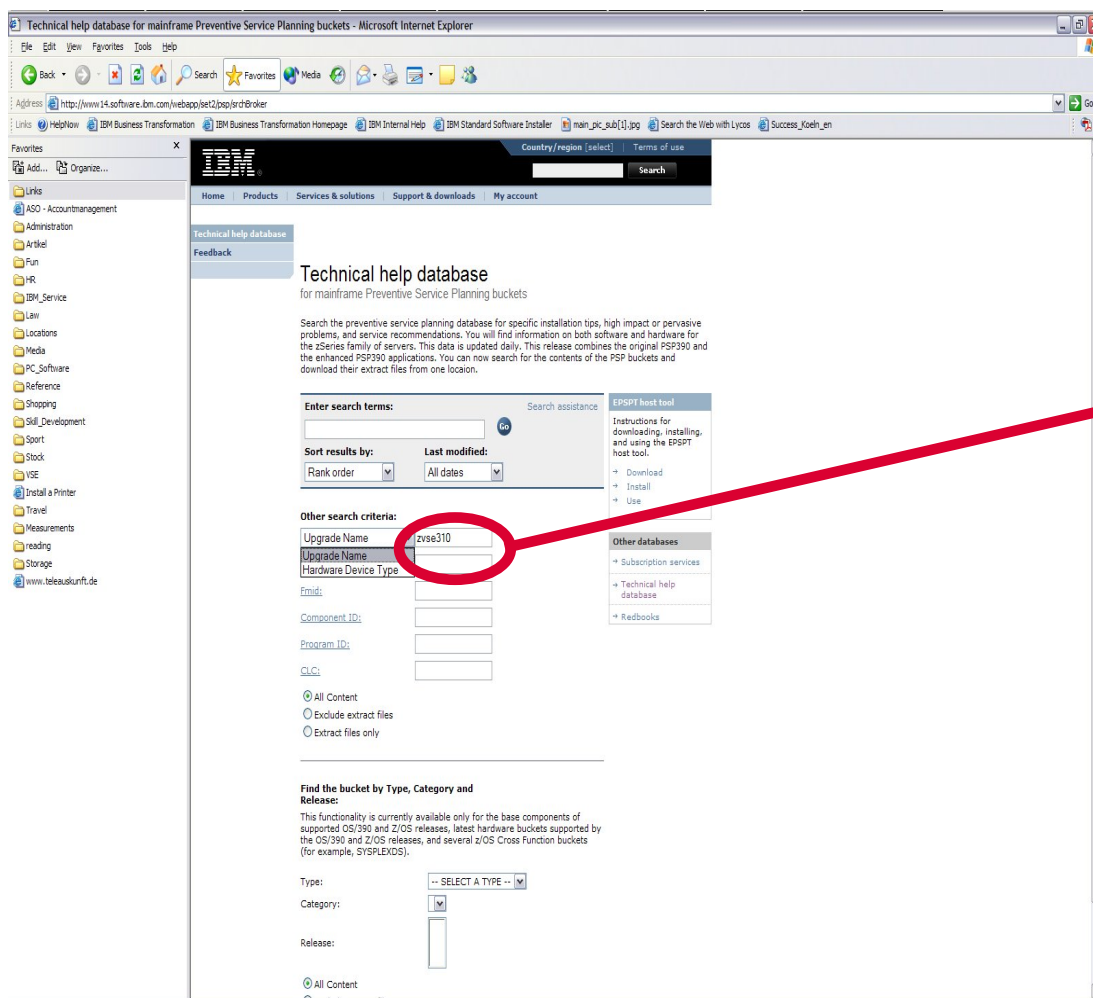 Technical help database for mainframe Preventive Service Planning buckets - Microsoft Internet Explorer
File Edit View Favorites Tools Help
Back Search Favorites Media
Address http://www14.software.ibm.com/webapp/set2/psp/srchBroker Go
Links HelpNow IBM Business Transformation IBM Business Transformation Homepage IBM Internal Help IBM Standard Software Installer main_pic_sub[1].jpg Search the Web with Lycos Success_Koeln_en
Favorites x
Add... Organize...
Links
ASO - Accountmanagement
Administration
Artikel
Fun
HR
IBM_Service
Law
Locations
Media
PC_Software
Reference
Shopping
Skill_Development
Sport
Stock
VSE
Install a Printer
Travel
Measurements
reading
Storage
www.teleauskunft.de
IBM®
Country/region [select] Terms of use
Search
Home Products Services & solutions Support & downloads My account
Technical help database
Feedback
Technical help database
for mainframe Preventive Service Planning buckets
Search the preventive service planning database for specific installation tips, high impact or pervasive
problems, and service recommendations. You will find information on both software and hardware for
the zSeries family of servers. This data is updated daily. This release combines the original PSP390 and
the enhanced PSP390 applications. You can now search for the contents of the PSP buckets and
download their extract files from one locaion.
Enter search terms: Search assistance
Go
Sort results by: Last modified:
Rank order All dates
EPSPT host tool
Instructions for
downloading, installing,
and using the EPSPT
host tool.
Download
Install
Use
Other search criteria:
Upgrade Name zvse310
Upgrade Name
Hardware Device Type
Fmid:
Component ID:
Program ID:
CLC:
All Content
Exclude extract files
Extract files only
Other databases
Subscription services
Technical help
database
Redbooks
Find the bucket by Type, Category and
Release:
This functionality is currently available only for the base components of
supported OS/390 and Z/OS releases, latest hardware buckets supported by
the OS/390 and Z/OS releases, and several z/OS Cross Function buckets
(for example, SYSPLEXDS).
Type: -- SELECT A TYPE --
Category:
Release:
All Content